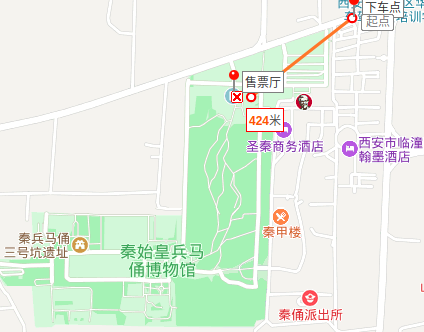 下车点
起点
售票厅
424米
圣秦商务酒店
西安市临潼
翰墨酒店
秦甲楼
秦兵马俑
三号坑遗址
秦始皇兵马
俑博物馆
秦俑派出所